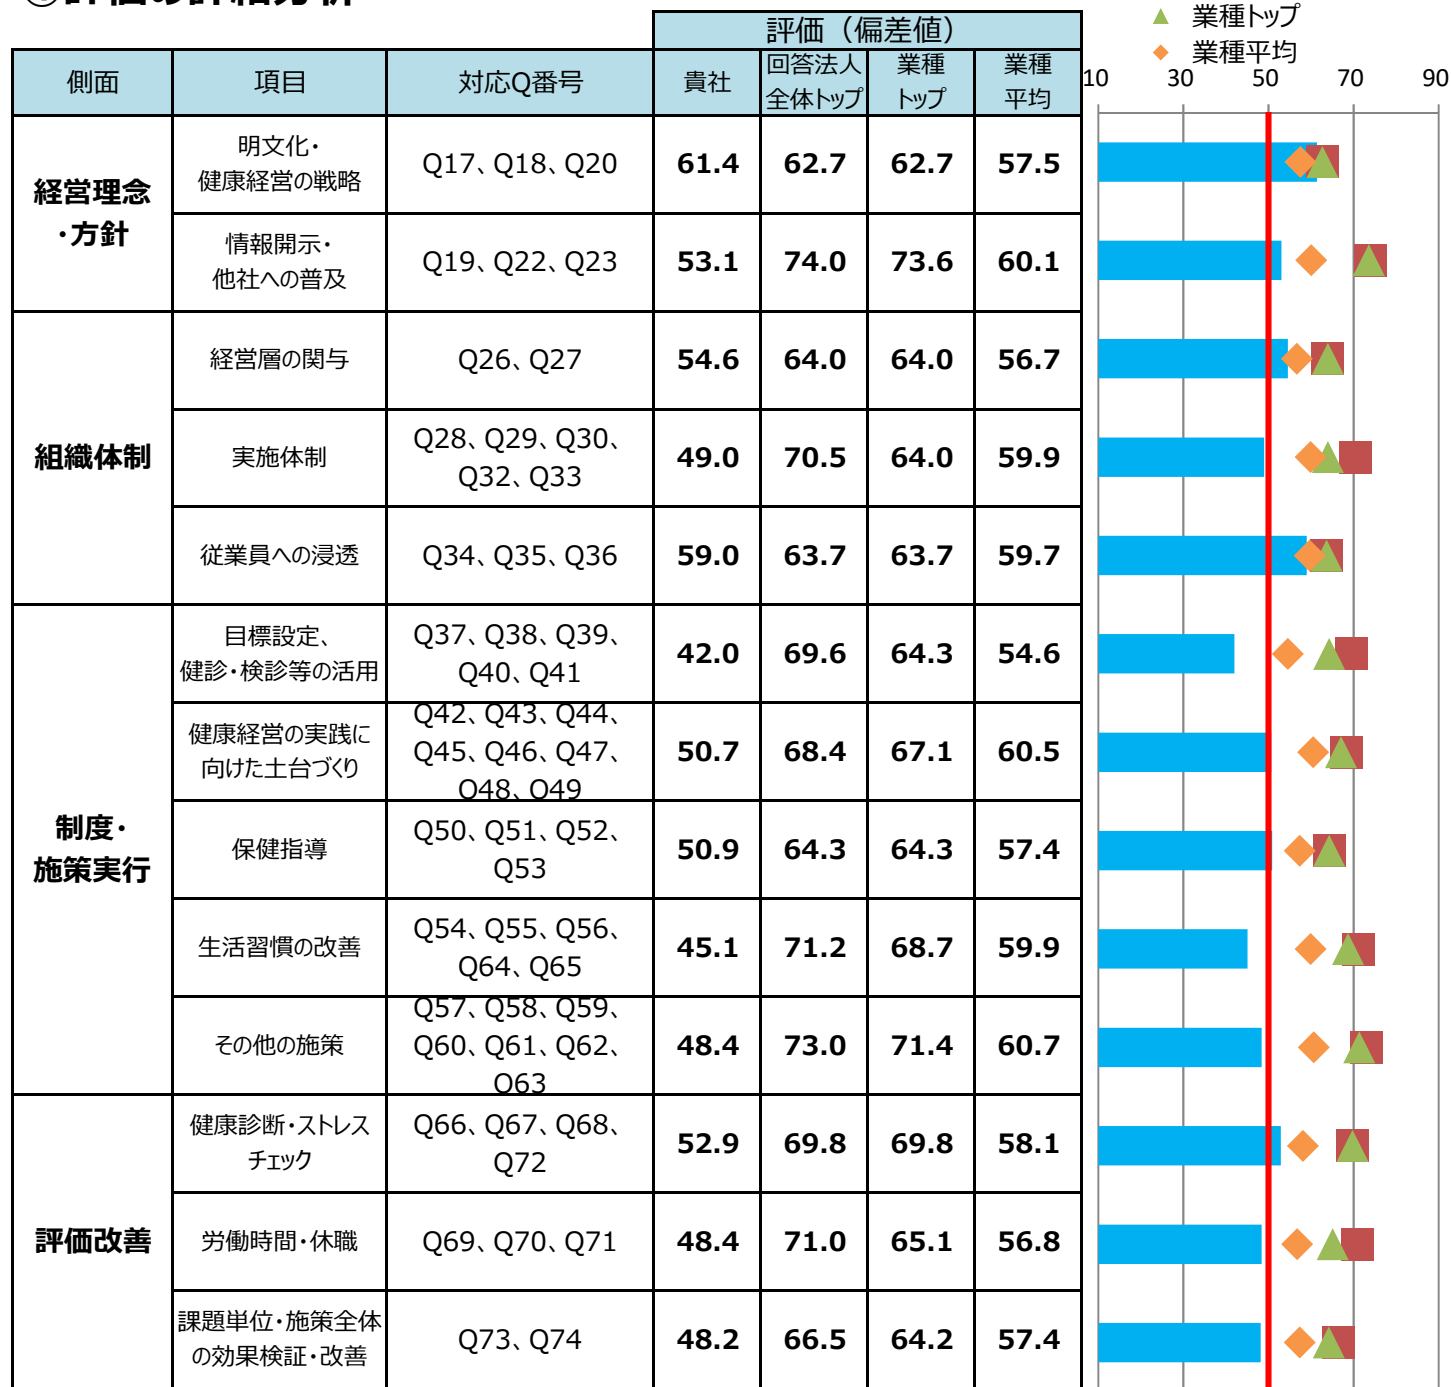 ①評価の詳細分析
▲ 業種トップ
◆ 業種平均
評価（偏差値）
側面 項目 対応Q番号 貴社 回答法人全体トップ 業種トップ 業種平均
10 30 50 70 90
経営理念・方針
明文化・健康経営の戦略 Q17、Q18、Q20 61.4 62.7 62.7 57.5
情報開示・他社への普及 Q19、Q22、Q23 53.1 74.0 73.6 60.1
組織体制
経営層の関与 Q26、Q27 54.6 64.0 64.0 56.7
実施体制 Q28、Q29、Q30、Q32、Q33 49.0 70.5 64.0 59.9
従業員への浸透 Q34、Q35、Q36 59.0 63.7 63.7 59.7
制度・施策実行
目標設定、健診・検診等の活用 Q37、Q38、Q39、Q40、Q41 42.0 69.6 64.3 54.6
健康経営の実践に向けた土台づくり Q42、Q43、Q44、Q45、Q46、Q47、Q48、Q49 50.7 68.4 67.1 60.5
保健指導 Q50、Q51、Q52、Q53 50.9 64.3 64.3 57.4
生活習慣の改善 Q54、Q55、Q56、Q64、Q65 45.1 71.2 68.7 59.9
その他の施策 Q57、Q58、Q59、Q60、Q61、Q62、Q63 48.4 73.0 71.4 60.7
評価改善
健康診断・ストレスチェック Q66、Q67、Q68、Q72 52.9 69.8 69.8 58.1
労働時間・休職 Q69、Q70、Q71 48.4 71.0 65.1 56.8
課題単位・施策全体の効果検証・改善 Q73、Q74 48.2 66.5 64.2 57.4